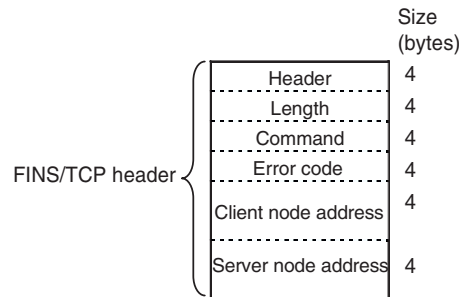 Size
(bytes)
Header 4
Length 4
Command 4
Error code 4
FINS/TCP header
Client node address 4
Server node address 4